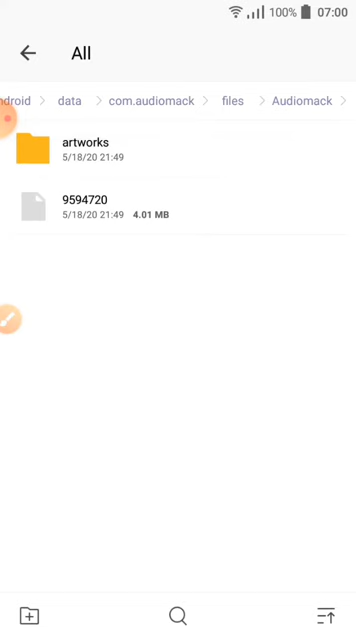 100% 07:00
All
ndroid > data > com.audiomack > files > Audiomack >
artworks
5/18/20 21:49
9594720
5/18/20 21:49 4.01 MB